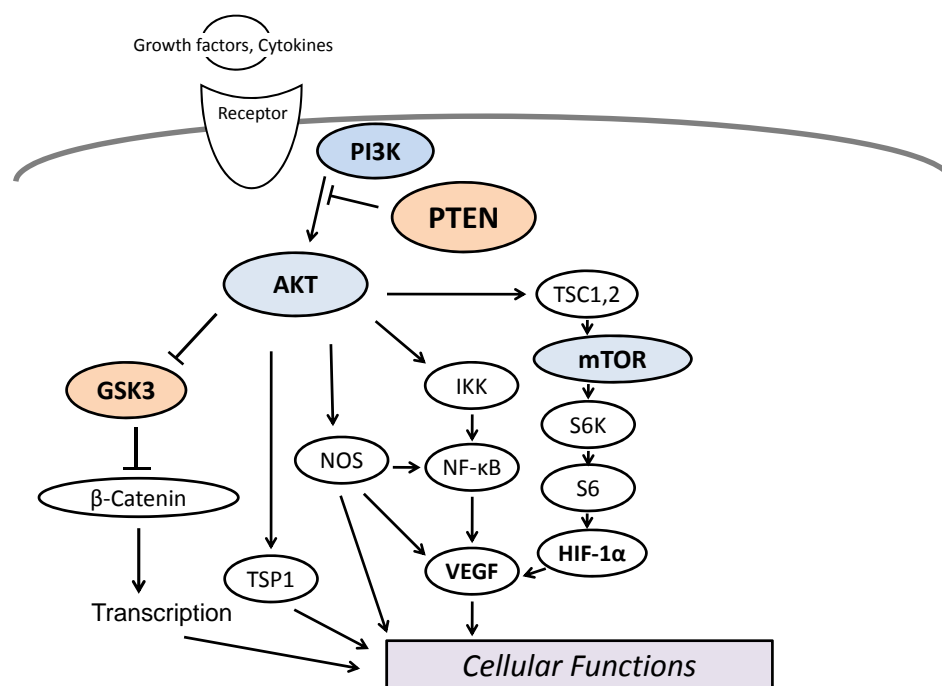 Growth factors, Cytokines
Receptor
PI3K
PTEN
AKT
TSC1,2
mTOR
GSK3
IKK
S6K
NOS
NF-κB
β-Catenin
S6
HIF-1α
TSP1
VEGF
Transcription
Cellular Functions